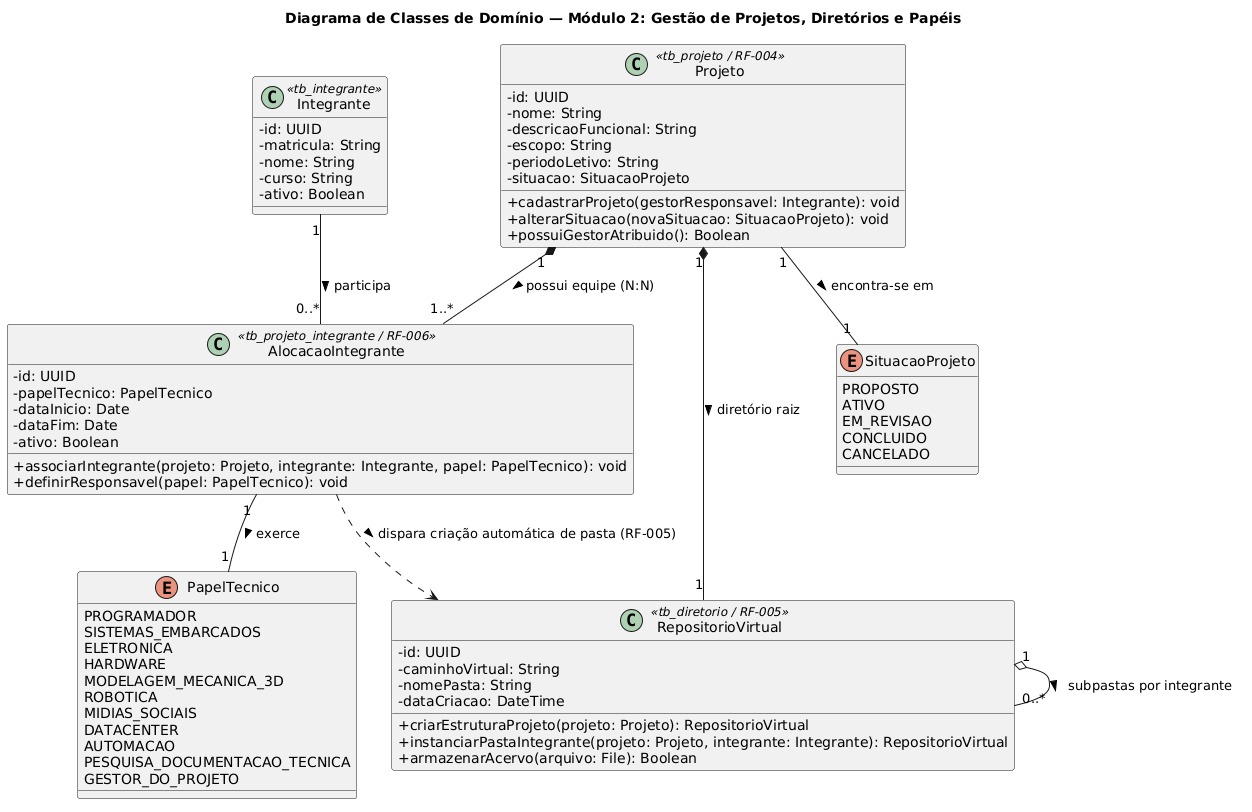 Diagrama de Classes de Domínio — Módulo 2: Gestão de Projetos, Diretórios e Papéis
C
«tb_integrante»
Integrante
-id: UUID
-matricula: String
-nome: String
-curso: String
-ativo: Boolean
C
«tb_projeto / RF-004»
Projeto
-id: UUID
-nome: String
-descricaoFuncional: String
-escopo: String
-periodoLetivo: String
-situacao: SituacaoProjeto
+cadastrarProjeto(gestorResponsavel: Integrante): void
+alterarSituacao(novaSituacao: SituacaoProjeto): void
+possuiGestorAtribuido(): Boolean
1
participa
0..*
1
possui equipe (N:N)
1..*
1
diretório raiz
1
1
encontra-se em
1
C
«tb_projeto_integrante / RF-006»
AlocacaoIntegrante
-id: UUID
-papelTecnico: PapelTecnico
-dataInicio: Date
-dataFim: Date
-ativo: Boolean
+associarIntegrante(projeto: Projeto, integrante: Integrante, papel: PapelTecnico): void
+definirResponsavel(papel: PapelTecnico): void
E
SituacaoProjeto
PROPOSTO
ATIVO
EM_REVISAO
CONCLUIDO
CANCELADO
1
exerce
1
dispara criação automática de pasta (RF-005)
E
PapelTecnico
PROGRAMADOR
SISTEMAS_EMBARCADOS
ELETRONICA
HARDWARE
MODELAGEM_MECANICA_3D
ROBOTICA
MIDIAS_SOCIAIS
DATACENTER
AUTOMACAO
PESQUISA_DOCUMENTACAO_TECNICA
GESTOR_DO_PROJETO
C
«tb_diretorio / RF-005»
RepositorioVirtual
-id: UUID
-caminhoVirtual: String
-nomePasta: String
-dataCriacao: DateTime
+criarEstruturaProjeto(projeto: Projeto): RepositorioVirtual
+instanciarPastaIntegrante(projeto: Projeto, integrante: Integrante): RepositorioVirtual
+armazenarAcervo(arquivo: File): Boolean
1
subpastas por integrante
0..*